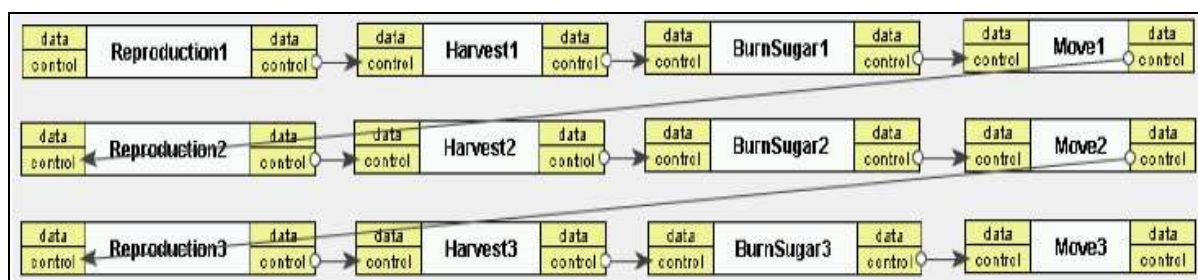 data Reproduction1 data data Harvest1 data data BurnSugar1 data data Move1 data
control control control control control control control control
data Reproduction2 data data Harvest2 data data BurnSugar2 data data Move2 data
control control control control control control control control
data Reproduction3 data data Harvest3 data data BurnSugar3 data data Move3 data
control control control control control control control control